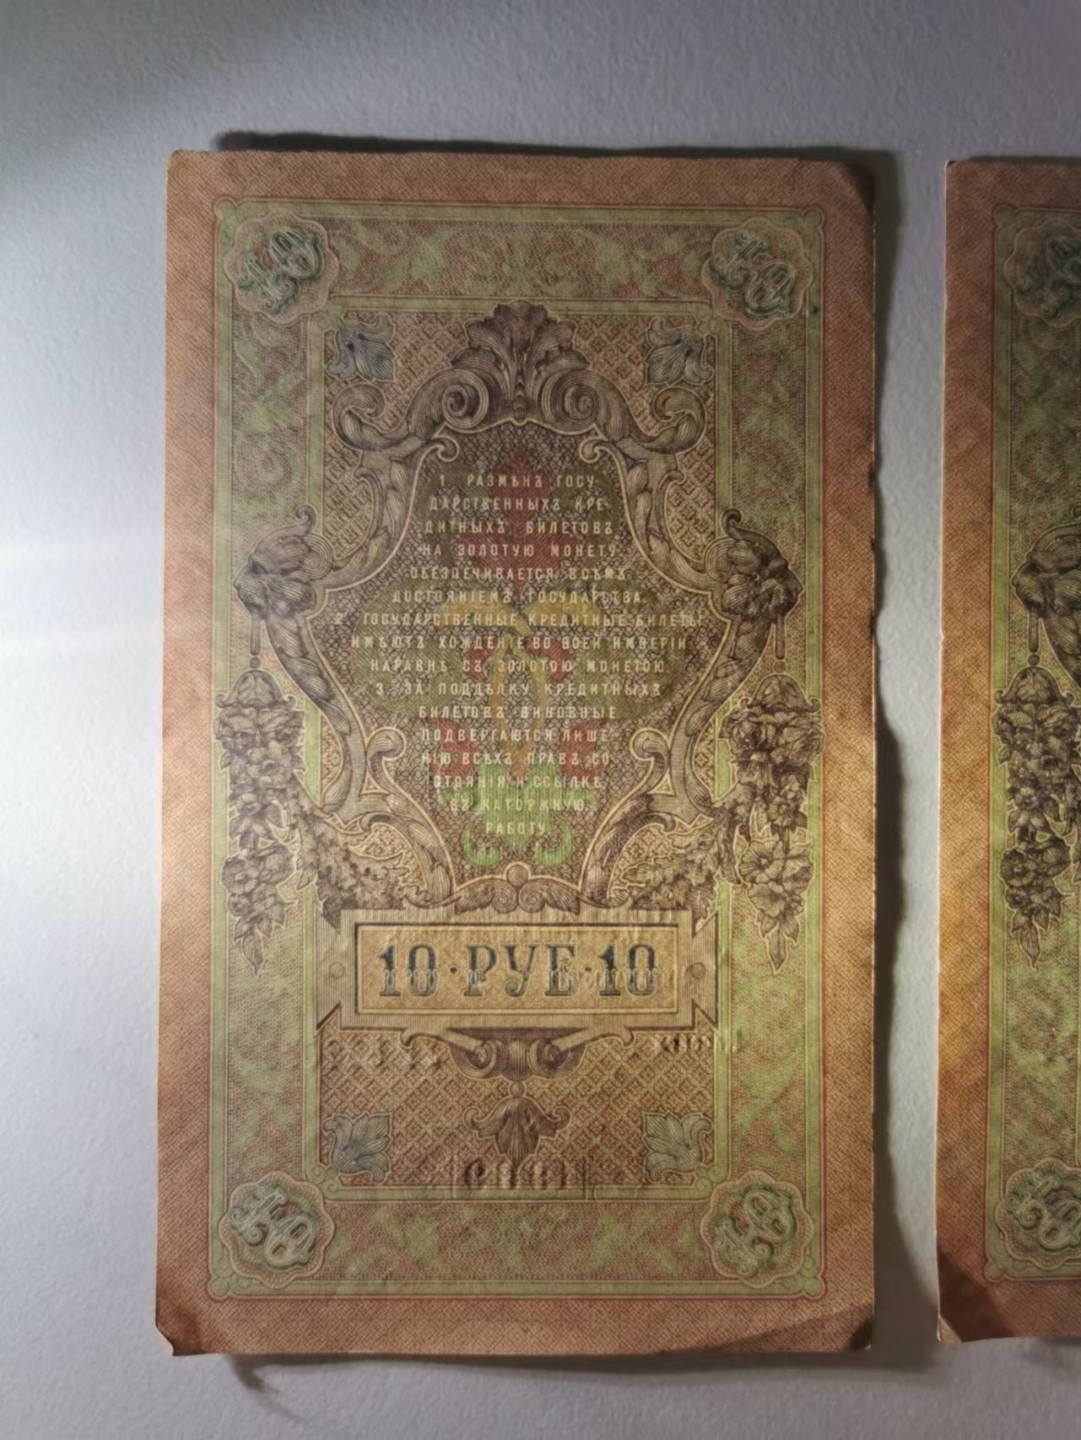 1. РАЗМѢНЪ ГОСУ-
ДАРСТВЕННЫХЪ КРЕ-
ДИТНЫХЪ БИЛЕТОВЪ
НА ЗОЛОТУЮ МОНЕТУ
ОБЕЗПЕЧИВАЕТСЯ ВСѢМЪ
ДОСТОЯНІЕМЪ ГОСУДАРСТВА.
2. ГОСУДАРСТВЕННЫЕ КРЕДИТНЫЕ БИЛЕТЫ
ИМѢЮТЪ ХОЖДЕНІЕ ВО ВСЕЙ ИМПЕРІИ
НАРАВНѢ СЪ ЗОЛОТОЮ МОНЕТОЮ
3. ЗА ПОДДѢЛКУ КРЕДИТНЫХЪ
БИЛЕТОВЪ ВИНОВНЫЕ
ПОДВЕРГАЮТСЯ ЛИШЕ-
НІЮ ВСѢХЪ ПРАВЪ СО-
СТОЯНІЯ И ССЫЛКѢ
ВЪ КАТОРЖНУЮ
РАБОТУ.
10·РУБ·10